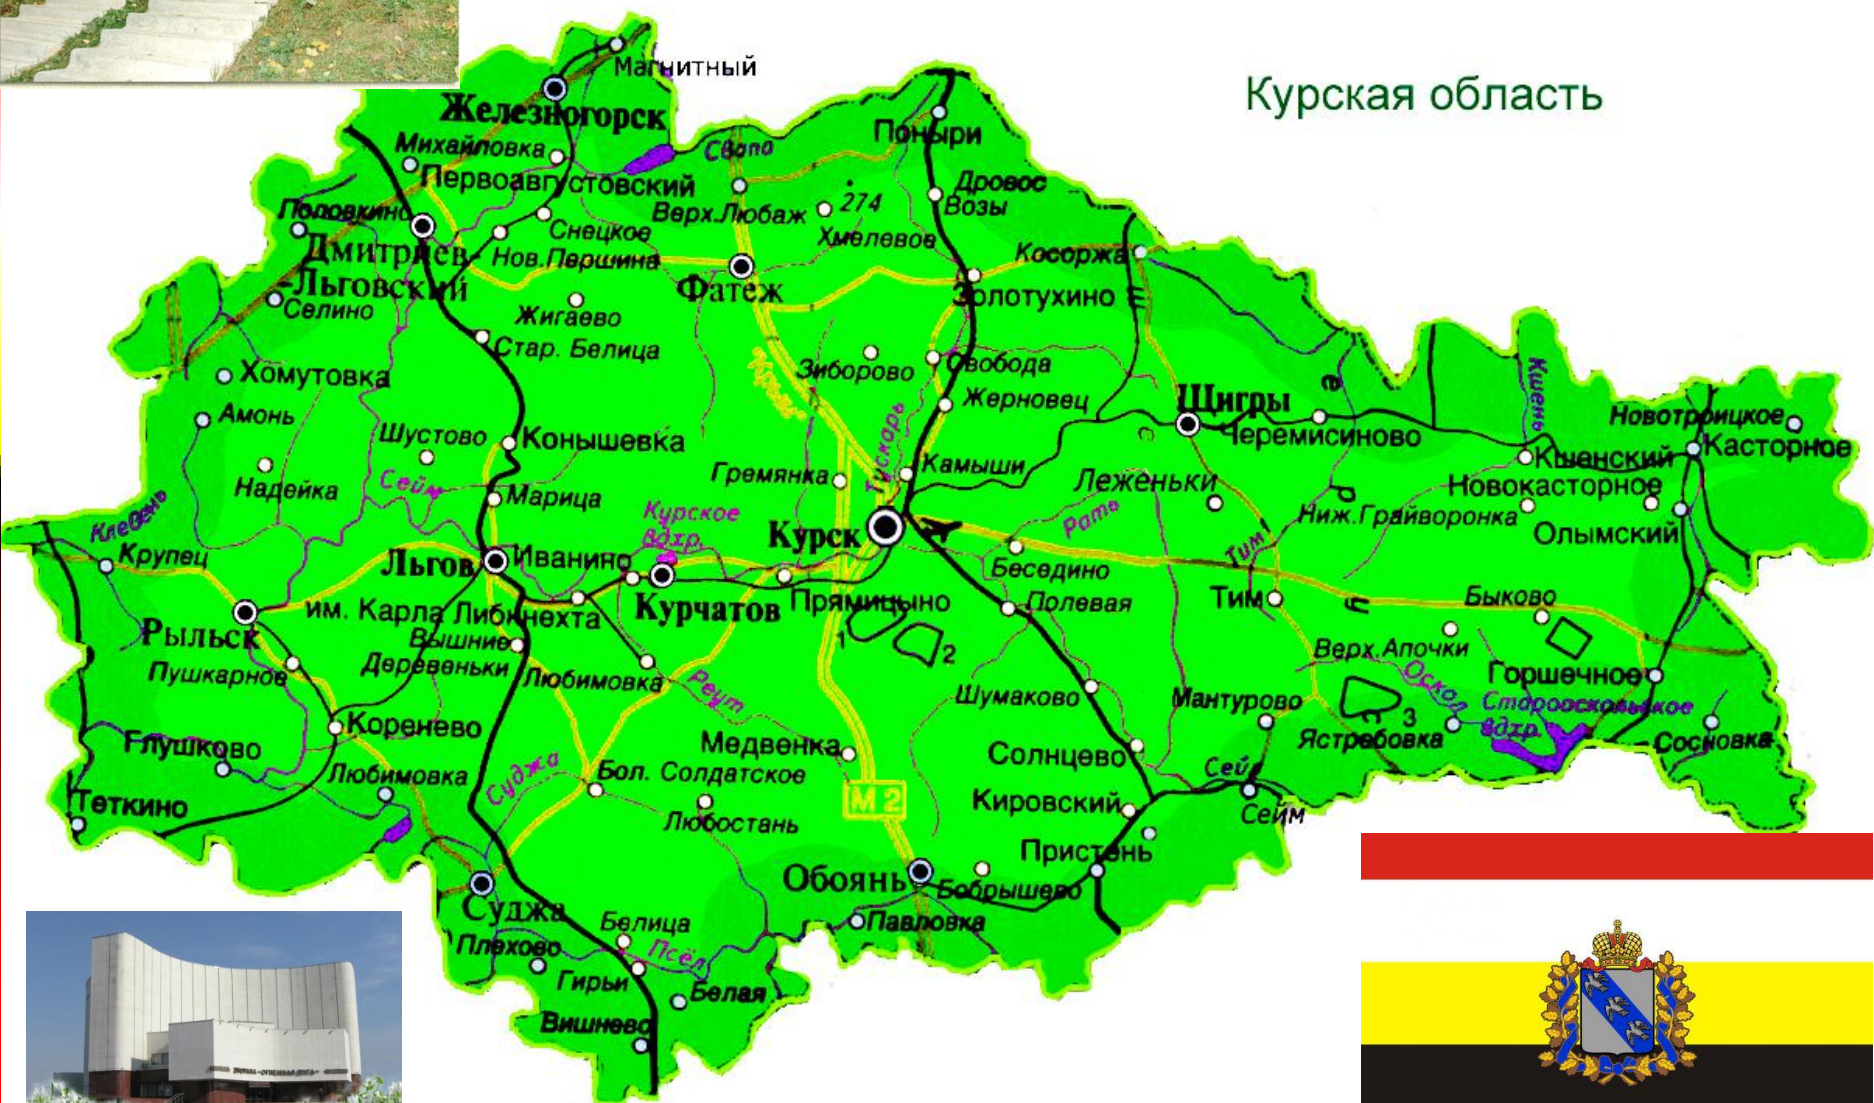 Курская область
Магнитный
Железногорск
Поныри
Михайловка
Свапа
Первоавгустовский
Дровос
Возы
274
Верх.Любаж
Половкино
Снецкое
Хмелевое
Дмитриев-
-Льговский
Нов.Першина
Косоржа
Фатеж
Золотухино
щ
Селино
Жигаево
Стар. Белица
Зиборово
Свобода
Хомутовка
е
Кшень
Жерновец
Щигры
Амонь
Новотроицкое
Шустово
Конышевка
Тускарь
с
Черемисиново
Касторное
Кшенский
Гремянка
Камыши
Надейка
Сейм
Марица
Леженьки
р
Новокасторное
Клевень
Курское
вдхр.
Рать
Ниж.Грайворонка
Олымский
Курск
Тим
Крупец
Льгов
Иванино
Беседино
им. Карла Либкнехта
Курчатов
Прямицыно
Полевая
Тим
у
Быково
Рыльск
Вышние
Деревеньки
1
2
Верх.Апочки
Пушкарное
Любимовка
Реут
Шумаково
Мантурово
Оскол
Горшечное
Старооскольское
вдхр.
с
3
Коренево
Глушково
Медвенка
Солнцево
Ястребовка
Сосновка
Любимовка
Суджа
Бол. Солдатское
Сейм
Теткино
М 2
Кировский
Любостань
Сейм
Пристень
Обоянь
Бобрышево
Суджа
Белица
Павловка
Плехово
Псёл
Гирьи
Белая
Вишнево